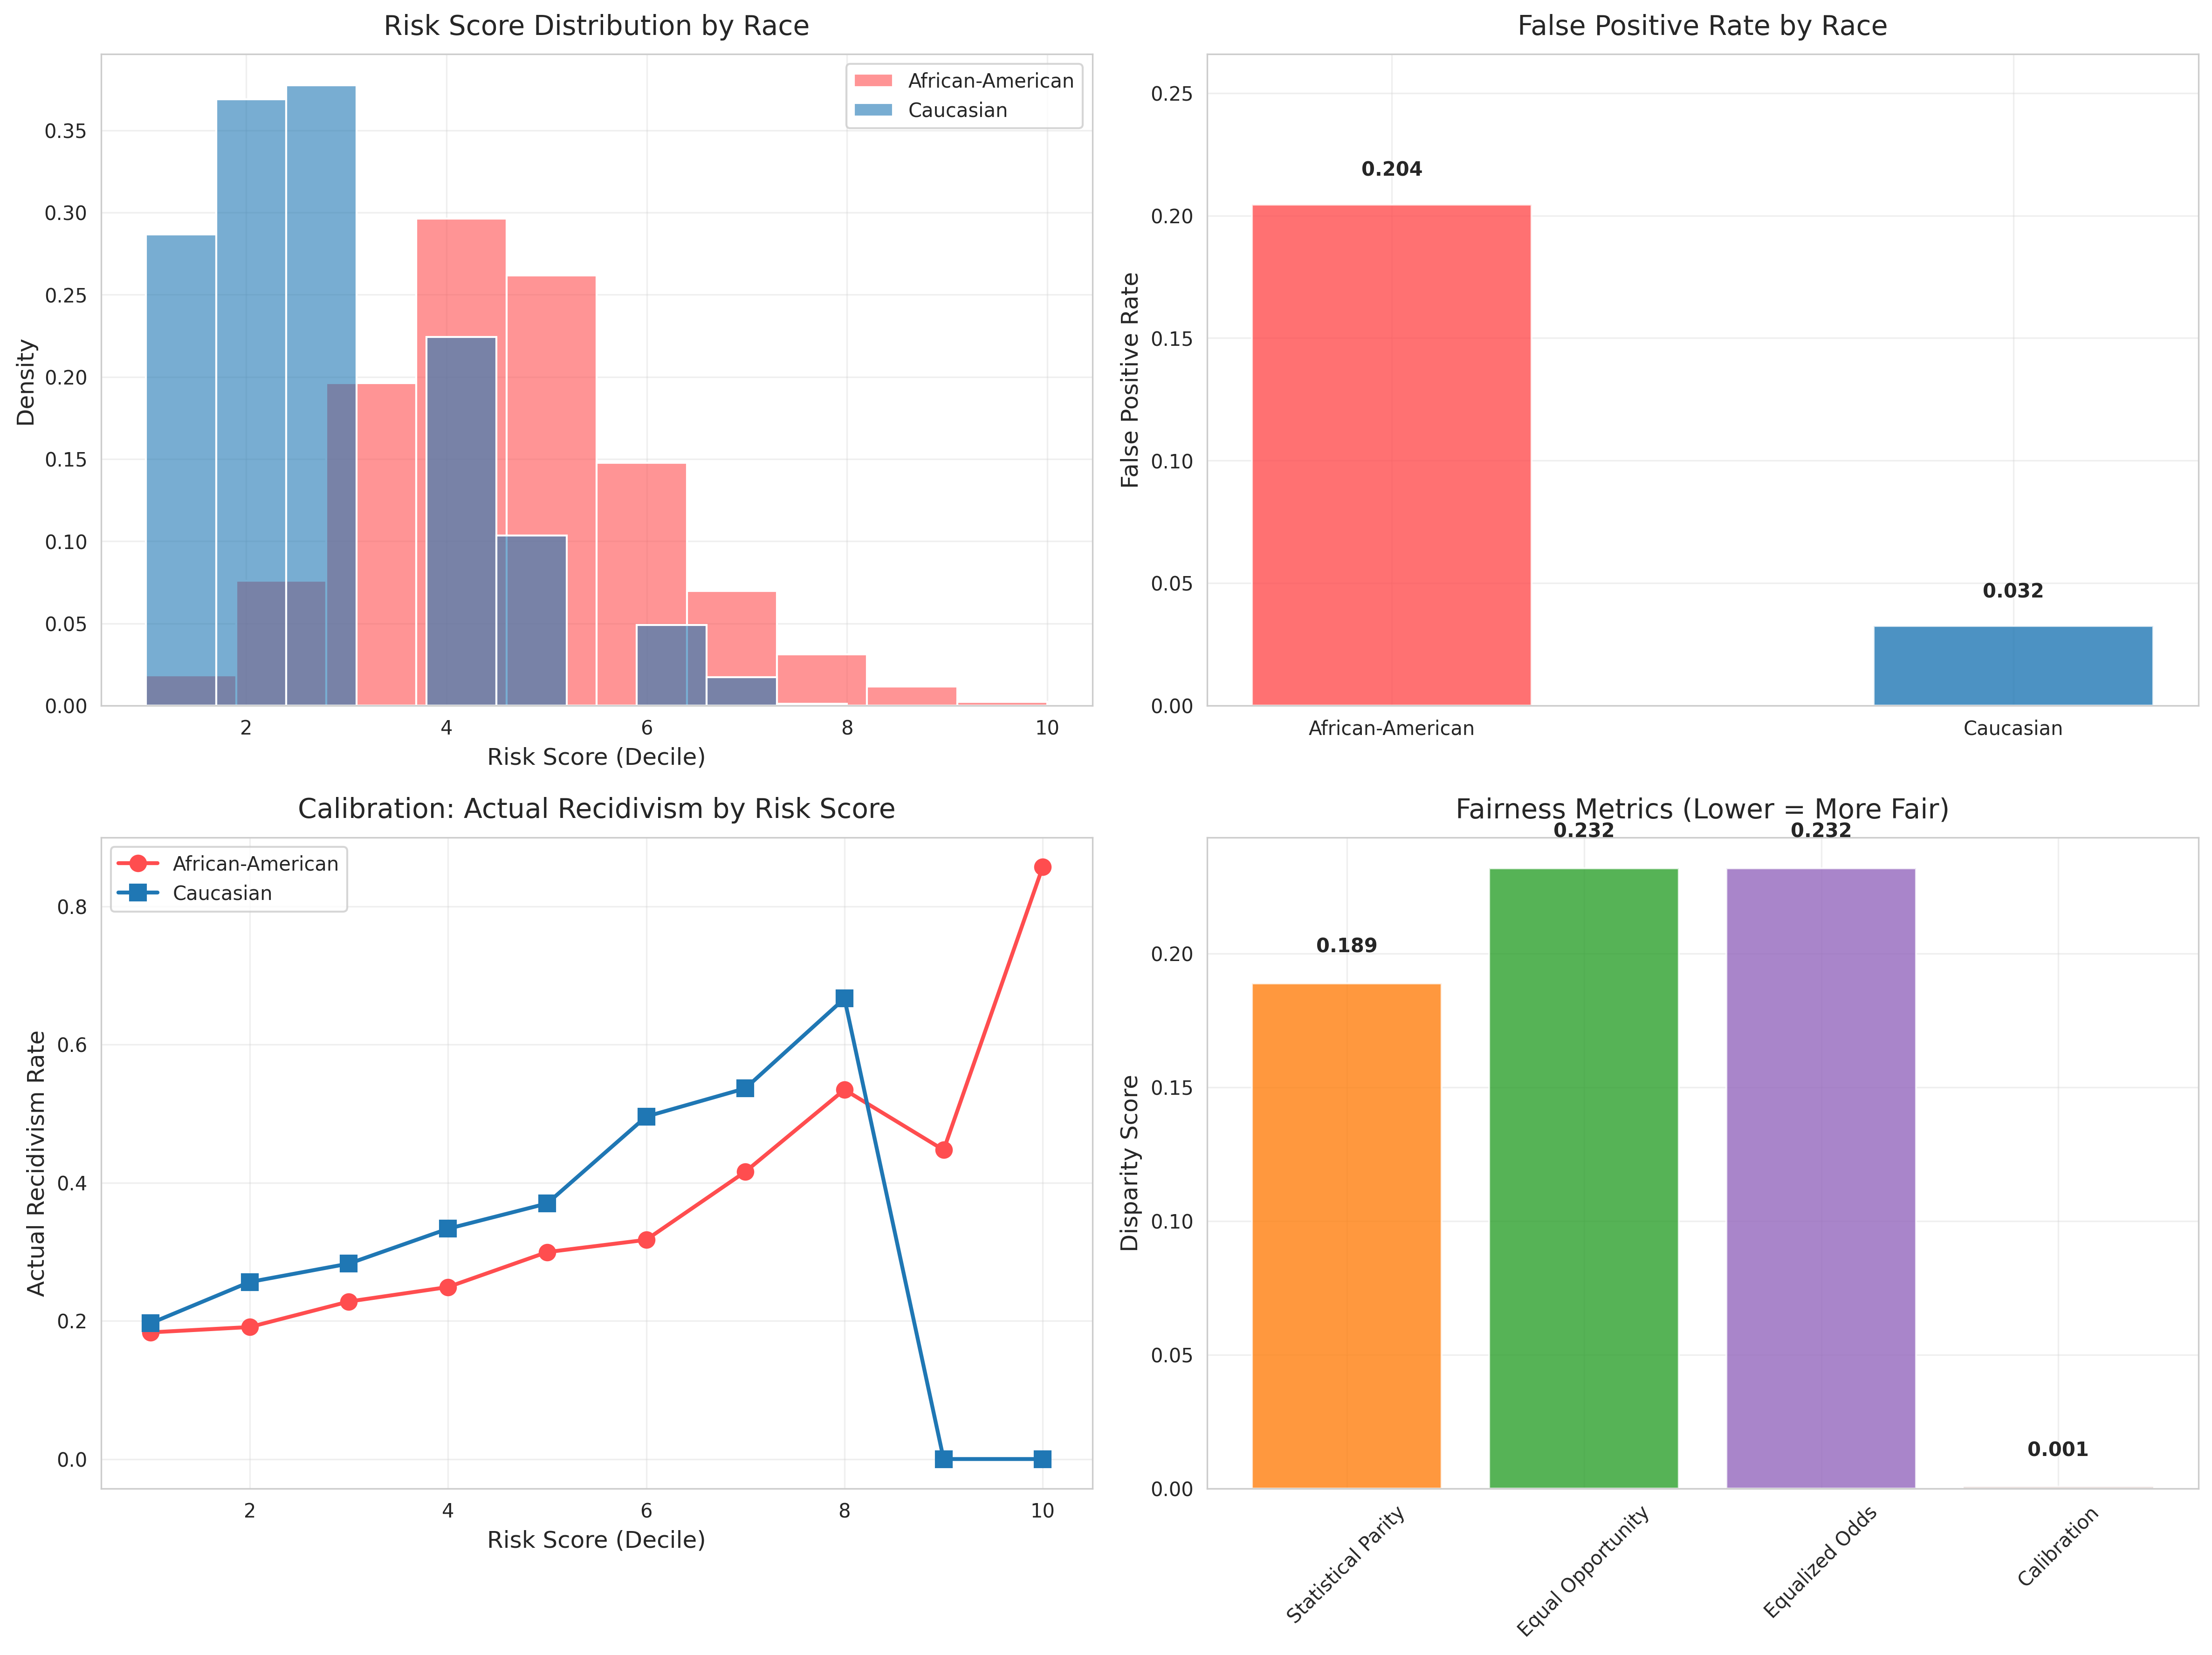 Risk Score Distribution by Race
African-American
Caucasian
0.35
0.30
0.25
0.20
0.15
0.10
0.05
0.00
Density
2 4 6 8 10
Risk Score (Decile)
False Positive Rate by Race
0.25
0.20
0.15
0.10
0.05
0.00
False Positive Rate
0.204
0.032
African-American Caucasian
Calibration: Actual Recidivism by Risk Score
African-American
Caucasian
0.8
0.6
0.4
0.2
0.0
Actual Recidivism Rate
2 4 6 8 10
Risk Score (Decile)
Fairness Metrics (Lower = More Fair)
0.232 0.232
0.189
0.001
0.20
0.15
0.10
0.05
0.00
Disparity Score
Statistical Parity
Equal Opportunity
Equalized Odds
Calibration